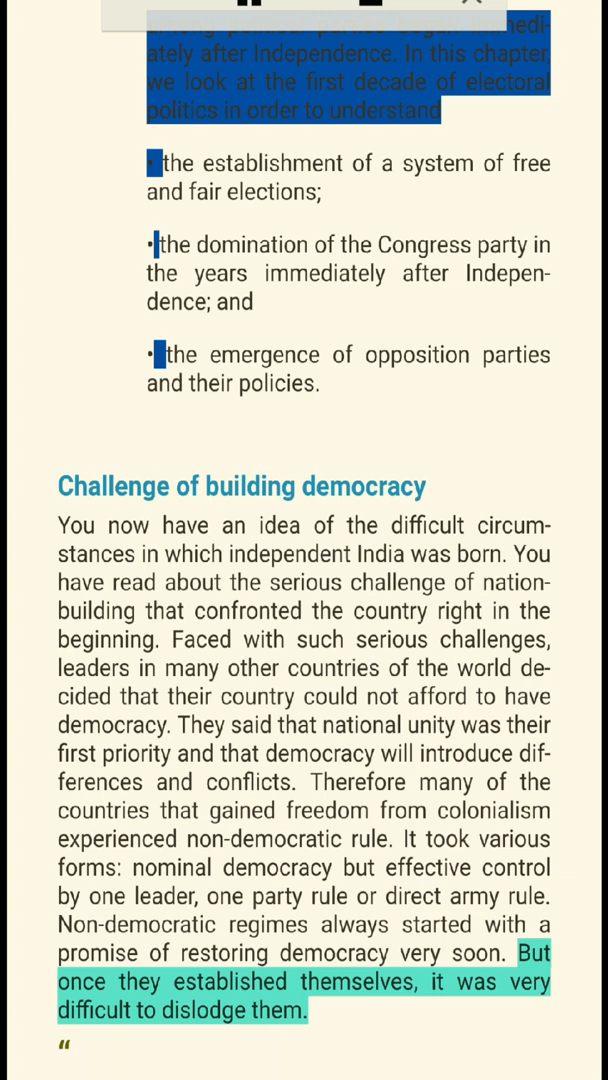 among political parties began immedi-
ately after Independence. In this chapter,
we look at the first decade of electoral
politics in order to understand
• the establishment of a system of free
and fair elections;
• the domination of the Congress party in
the years immediately after Indepen-
dence; and
• the emergence of opposition parties
and their policies.
Challenge of building democracy
You now have an idea of the difficult circum-
stances in which independent India was born. You
have read about the serious challenge of nation-
building that confronted the country right in the
beginning. Faced with such serious challenges,
leaders in many other countries of the world de-
cided that their country could not afford to have
democracy. They said that national unity was their
first priority and that democracy will introduce dif-
ferences and conflicts. Therefore many of the
countries that gained freedom from colonialism
experienced non-democratic rule. It took various
forms: nominal democracy but effective control
by one leader, one party rule or direct army rule.
Non-democratic regimes always started with a
promise of restoring democracy very soon. But
once they established themselves, it was very
difficult to dislodge them.
“